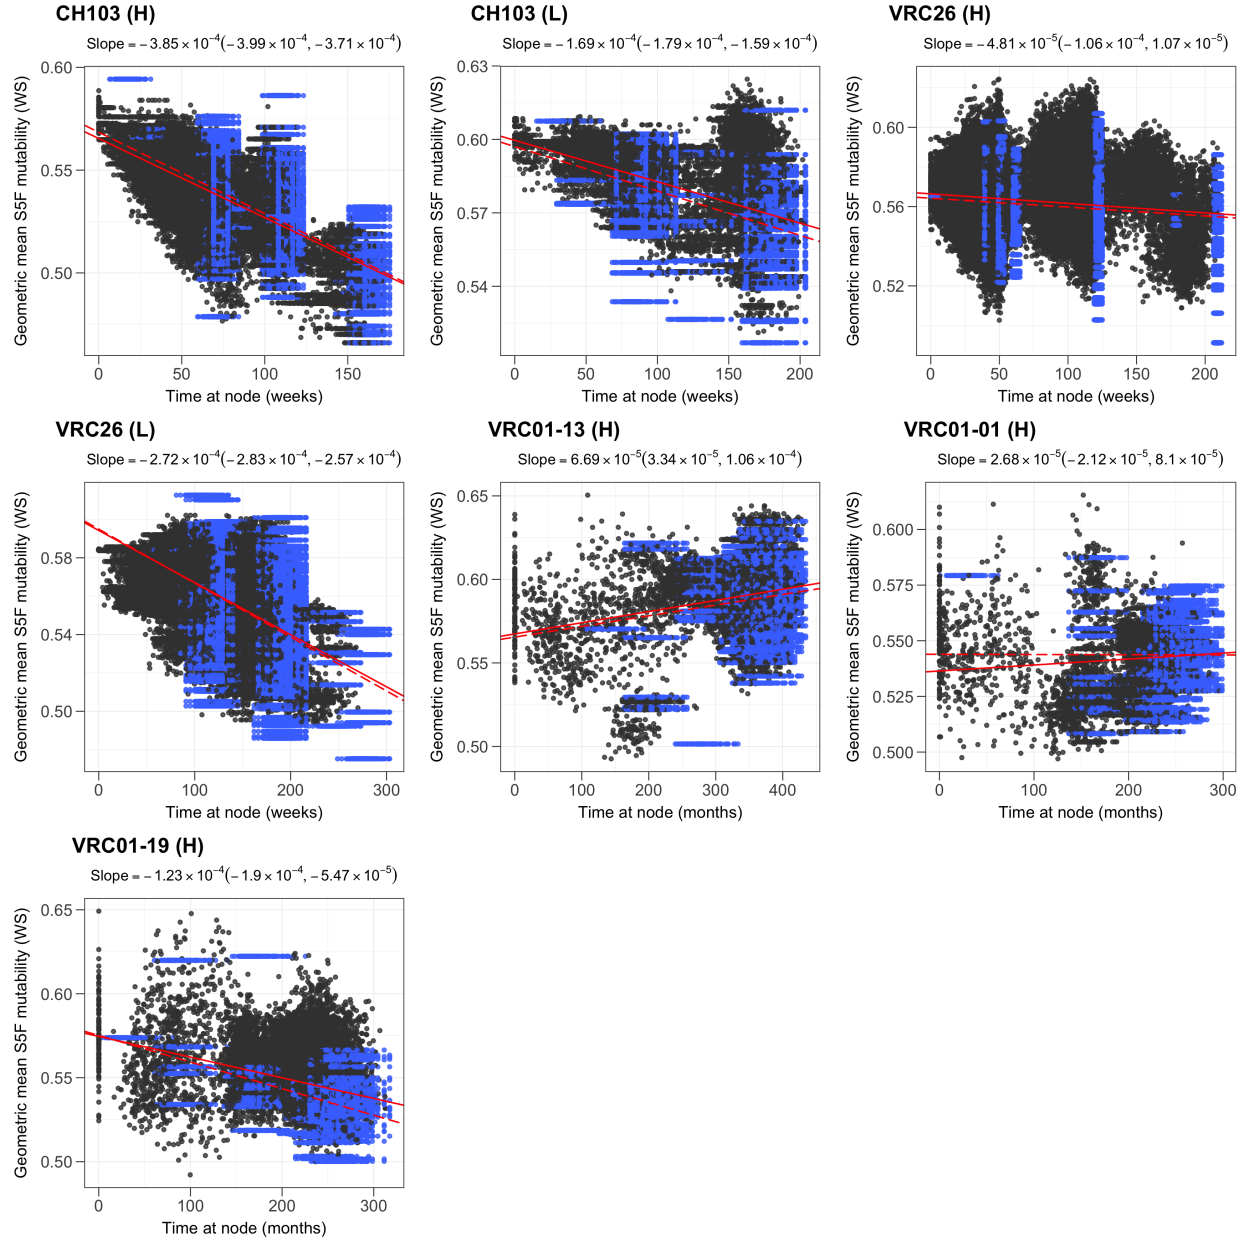 CH103 (H)
Slope = −3.85 × 10⁻⁴(−3.99 × 10⁻⁴, −3.71 × 10⁻⁴)
Geometric mean S5F mutability (WS)
0.60
0.55
0.50
0
50
100
150
Time at node (weeks)
CH103 (L)
Slope = −1.69 × 10⁻⁴(−1.79 × 10⁻⁴, −1.59 × 10⁻⁴)
Geometric mean S5F mutability (WS)
0.63
0.60
0.57
0.54
0
50
100
150
200
Time at node (weeks)
VRC26 (H)
Slope = −4.81 × 10⁻⁵(−1.06 × 10⁻⁴, 1.07 × 10⁻⁵)
Geometric mean S5F mutability (WS)
0.60
0.56
0.52
0
50
100
150
200
Time at node (weeks)
VRC26 (L)
Slope = −2.72 × 10⁻⁴(−2.83 × 10⁻⁴, −2.57 × 10⁻⁴)
Geometric mean S5F mutability (WS)
0.58
0.54
0.50
0
100
200
300
Time at node (weeks)
VRC01-13 (H)
Slope = 6.69 × 10⁻⁵(3.34 × 10⁻⁵, 1.06 × 10⁻⁴)
Geometric mean S5F mutability (WS)
0.65
0.60
0.55
0.50
0
100
200
300
400
Time at node (months)
VRC01-01 (H)
Slope = 2.68 × 10⁻⁵(−2.12 × 10⁻⁵, 8.1 × 10⁻⁵)
Geometric mean S5F mutability (WS)
0.600
0.575
0.550
0.525
0.500
0
100
200
300
Time at node (months)
VRC01-19 (H)
Slope = −1.23 × 10⁻⁴(−1.9 × 10⁻⁴, −5.47 × 10⁻⁵)
Geometric mean S5F mutability (WS)
0.65
0.60
0.55
0.50
0
100
200
300
Time at node (months)